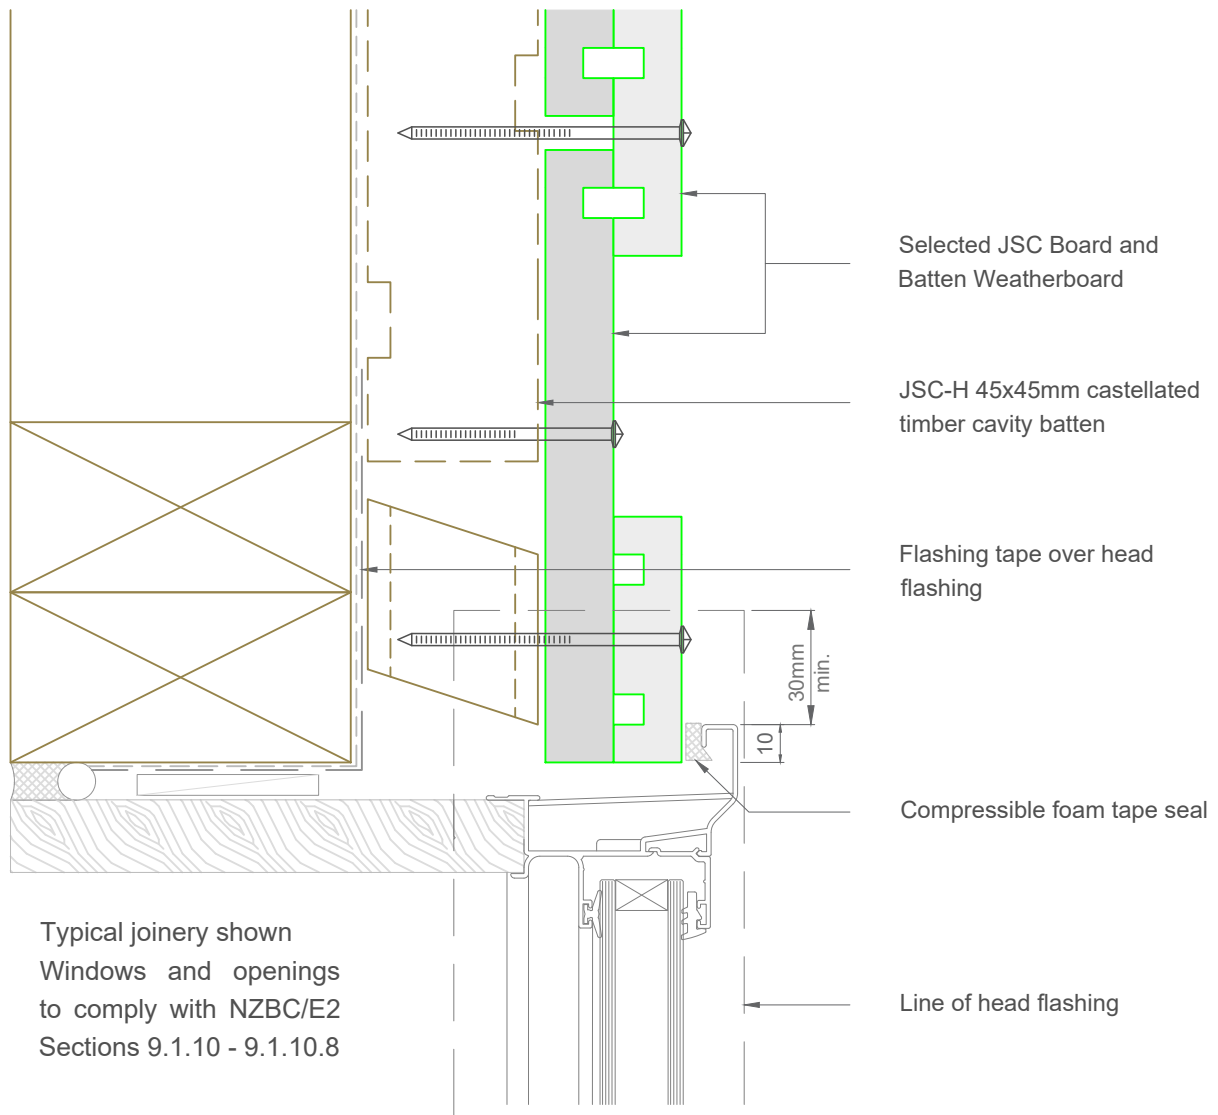 Selected JSC Board and
Batten Weatherboard
JSC-H 45x45mm castellated
timber cavity batten
Flashing tape over head
flashing
30mm
min.
10
Compressible foam tape seal
Typical joinery shown
Windows and openings
to comply with NZBC/E2
Sections 9.1.10 - 9.1.10.8
Line of head flashing